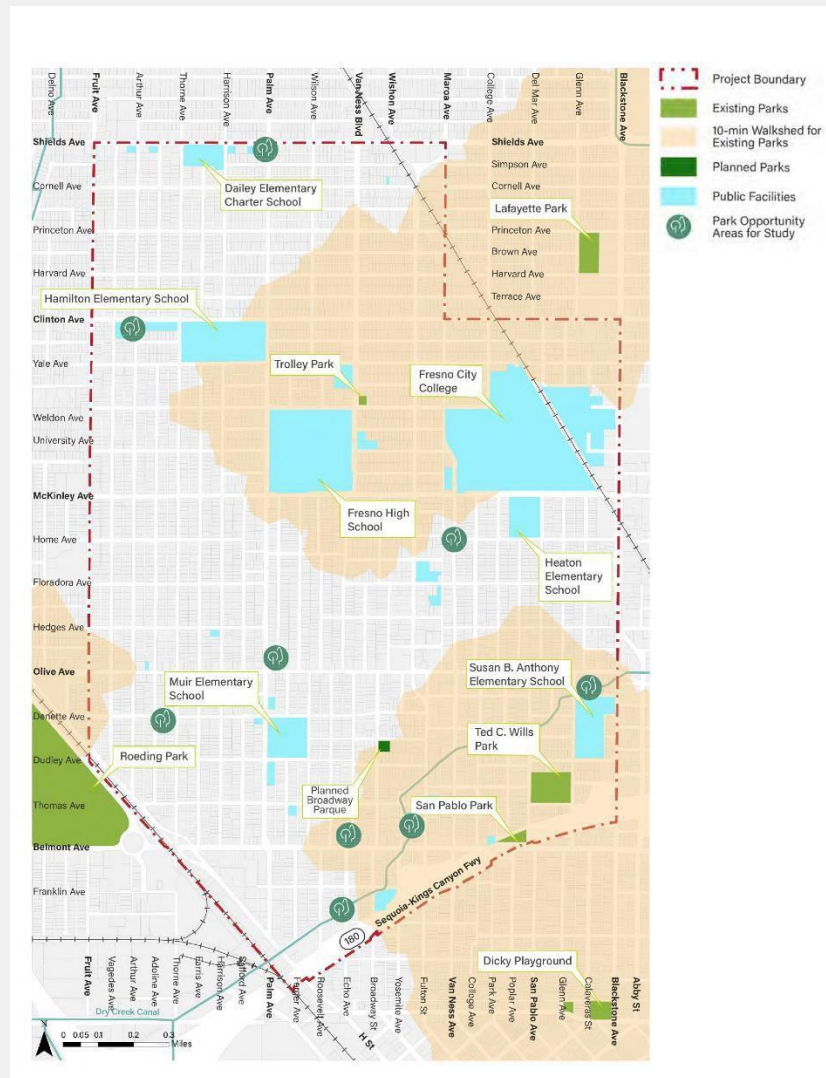 Delno Ave
Fruit Ave
Arthur Ave
Thorne Ave
Harrison Ave
Palm Ave
Wilson Ave
Van Ness Blvd
Wishon Ave
Maroa Ave
College Ave
Del Mar Ave
Glenn Ave
Blackstone Ave
Project Boundary
Existing Parks
10-min Walkshed for
Existing Parks
Planned Parks
Public Facilities
Park Opportunity
Areas for Study
Shields Ave
Cornell Ave
Princeton Ave
Harvard Ave
Clinton Ave
Yale Ave
Weldon Ave
University Ave
McKinley Ave
Home Ave
Floradora Ave
Hedges Ave
Olive Ave
Dennett Ave
Dudley Ave
Thomas Ave
Belmont Ave
Franklin Ave
Shields Ave
Simpson Ave
Cornell Ave
Princeton Ave
Brown Ave
Harvard Ave
Terrace Ave
Dailey Elementary
Charter School
Lafayette Park
Hamilton Elementary School
Trolley Park
Fresno City
College
Fresno High
School
Heaton
Elementary
School
Muir Elementary
School
Susan B. Anthony
Elementary School
Roeding Park
Ted C. Wills
Park
Planned
Broadway
Parque
San Pablo Park
Sequoia-Kings Canyon Fwy
180
Dicky Playground
Fruit Ave
Vagedes Ave
Arthur Ave
Adoline Ave
Thorne Ave
Harris Ave
Harrison Ave
Safford Ave
Palm Ave
Ferger Ave
Roosevelt Ave
Echo Ave
Broadway St
H St
Yosemite Ave
Fulton St
Van Ness Ave
College Ave
Park Ave
Poplar Ave
San Pablo Ave
Glenn Ave
Calaveras St
Blackstone Ave
Abby St
Dry Creek Canal
0 0.05 0.1 0.2 0.3
Miles